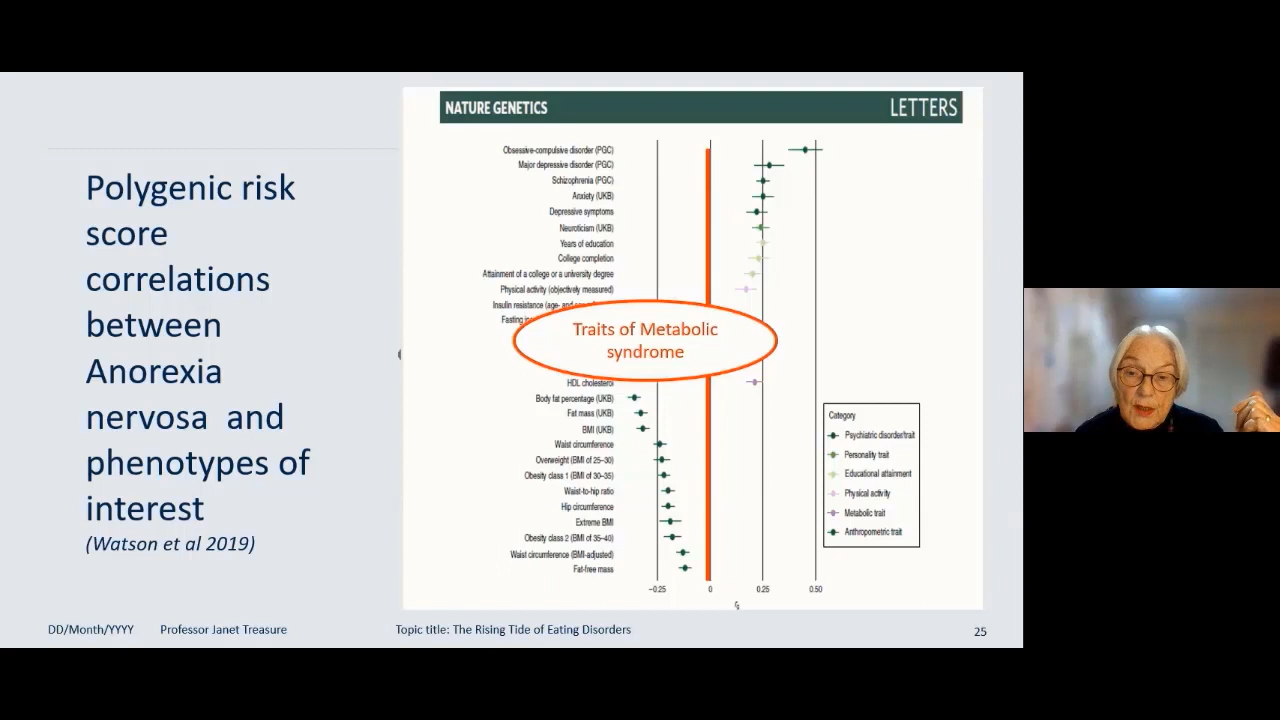 Polygenic risk
score
correlations
between
Anorexia
nervosa and
phenotypes of
interest
(Watson et al 2019)
NATURE GENETICS
LETTERS
Obsessive-compulsive disorder (PGC)
Major depressive disorder (PGC)
Schizophrenia (PGC)
Anxiety (UKB)
Depressive symptoms
Neuroticism (UKB)
Years of education
College completion
Attainment of a college or a university degree
Physical activity (objectively measured)
Insulin resistance (age- and
Fasting
Traits of Metabolic
syndrome
HDL cholesterol
Body fat percentage (UKB)
Fat mass (UKB)
BMI (UKB)
Waist circumference
Overweight (BMI of 25–30)
Obesity class 1 (BMI of 30–35)
Waist-to-hip ratio
Hip circumference
Extreme BMI
Obesity class 2 (BMI of 35–40)
Waist circumference (BMI-adjusted)
Fat-free mass
−0.25 0 0.25 0.50
Category
Psychiatric disorder/trait
Personality trait
Educational attainment
Physical activity
Metabolic trait
Anthropometric trait
DD/Month/YYYY Professor Janet Treasure Topic title: The Rising Tide of Eating Disorders 25